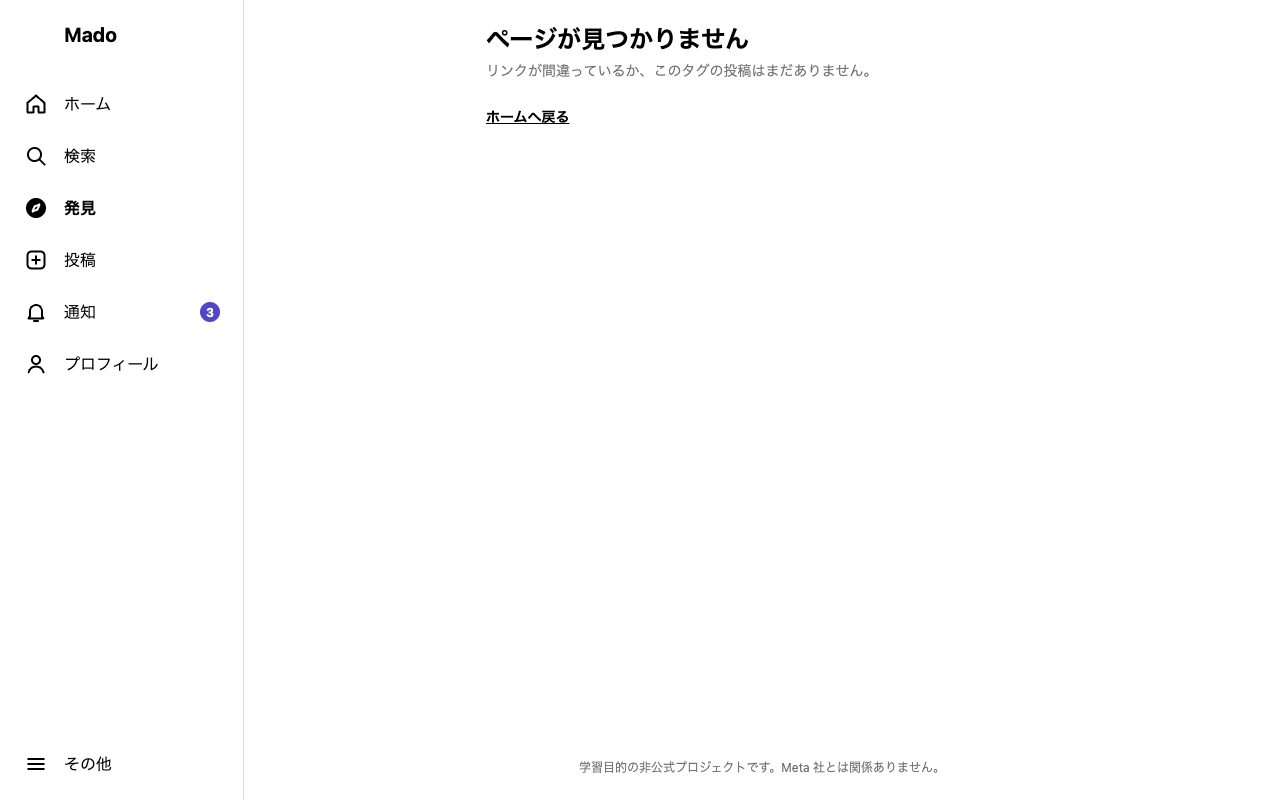 Mado
ホーム
検索
発見
投稿
通知
3
プロフィール
その他
ページが見つかりません
リンクが間違っているか、このタグの投稿はまだありません。
ホームへ戻る
学習目的の非公式プロジェクトです。Meta 社とは関係ありません。